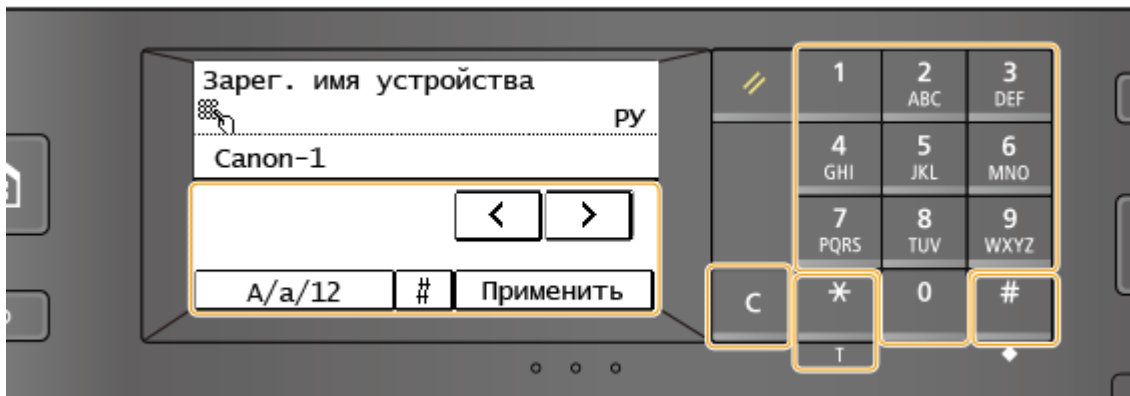 Зарег. имя устройства
РУ
Canon-1
< >
A/a/12 # Применить
1 2 ABC 3 DEF
4 GHI 5 JKL 6 MNO
7 PQRS 8 TUV 9 WXYZ
C * 0 #
T